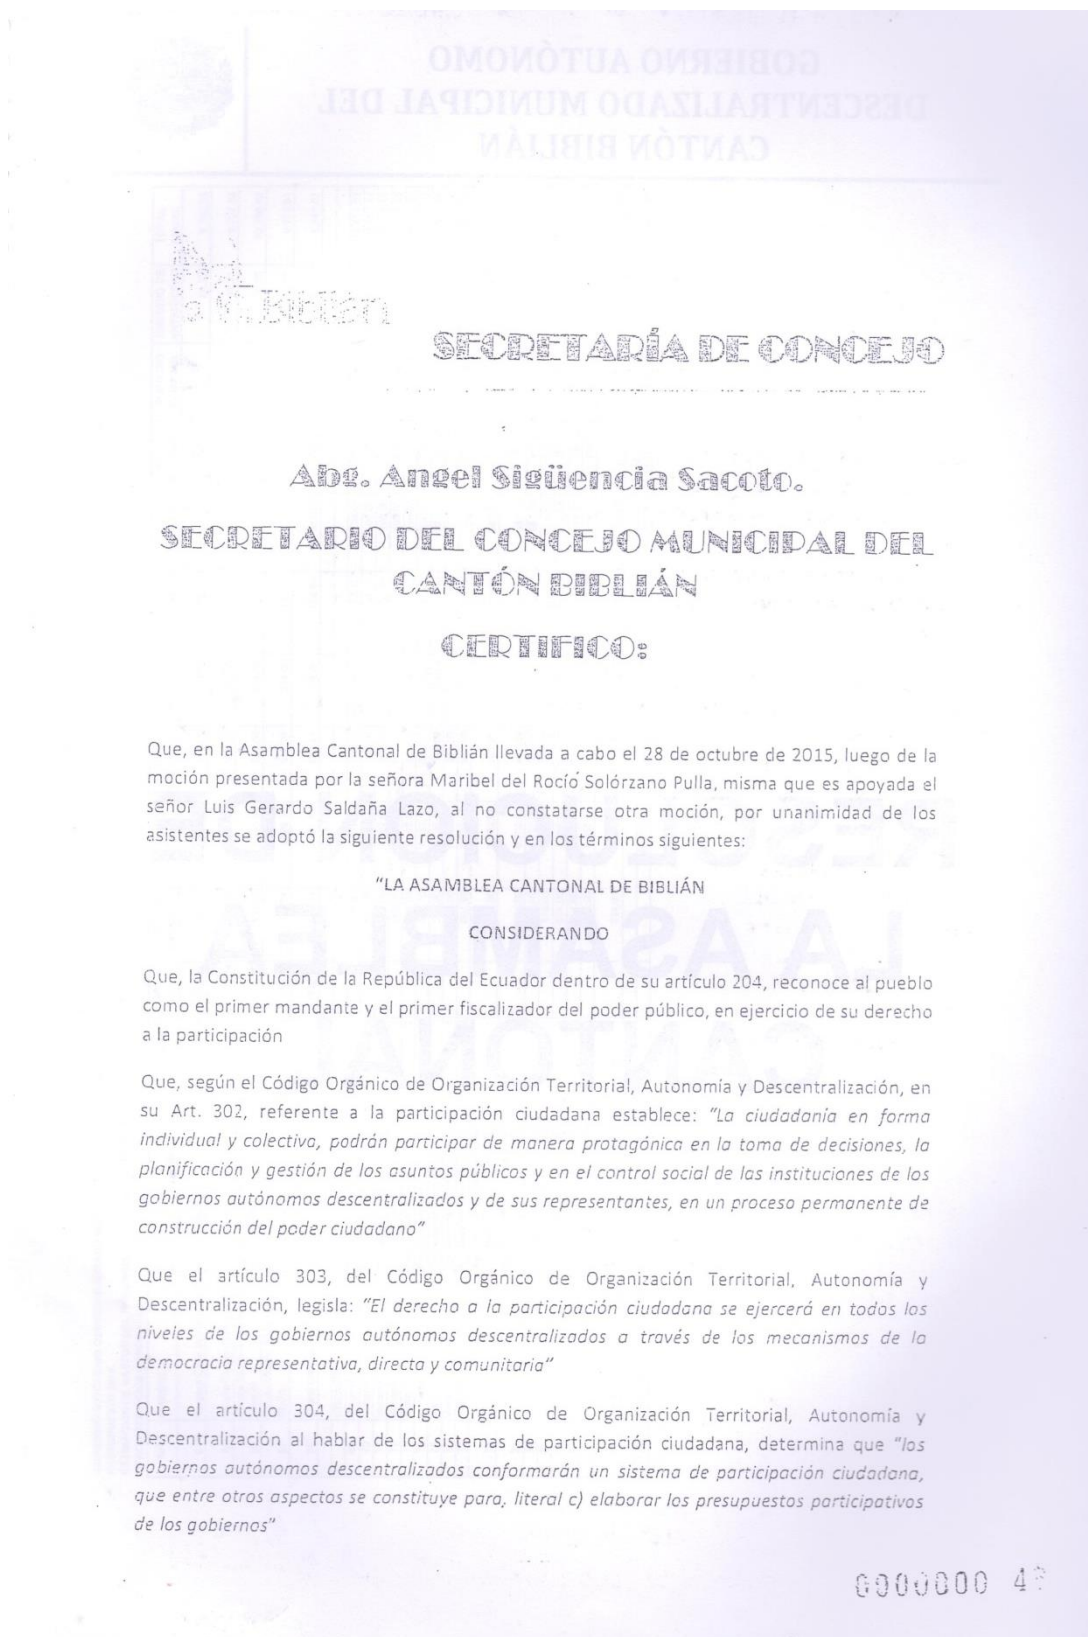 Biblián
SECRETARÍA DE CONCEJO
Abg. Angel Sigüencia Sacoto.
SECRETARIO DEL CONCEJO MUNICIPAL DEL
CANTÓN BIBLIÁN
CERTIFICO:
Que, en la Asamblea Cantonal de Biblián llevada a cabo el 28 de octubre de 2015, luego de la
moción presentada por la señora Maribel del Rocío Solórzano Pulla, misma que es apoyada el
señor Luis Gerardo Saldaña Lazo, al no constatarse otra moción, por unanimidad de los
asistentes se adoptó la siguiente resolución y en los términos siguientes:
"LA ASAMBLEA CANTONAL DE BIBLIÁN
CONSIDERANDO
Que, la Constitución de la República del Ecuador dentro de su artículo 204, reconoce al pueblo
como el primer mandante y el primer fiscalizador del poder público, en ejercicio de su derecho
a la participación
Que, según el Código Orgánico de Organización Territorial, Autonomía y Descentralización, en
su Art. 302, referente a la participación ciudadana establece: "La ciudadanía en forma
individual y colectiva, podrán participar de manera protagónica en la toma de decisiones, la
planificación y gestión de los asuntos públicos y en el control social de las instituciones de los
gobiernos autónomos descentralizados y de sus representantes, en un proceso permanente de
construcción del poder ciudadano"
Que el artículo 303, del Código Orgánico de Organización Territorial, Autonomía y
Descentralización, legisla: "El derecho a la participación ciudadana se ejercerá en todos los
niveles de los gobiernos autónomos descentralizados a través de los mecanismos de la
democracia representativa, directa y comunitaria"
Que el artículo 304, del Código Orgánico de Organización Territorial, Autonomía y
Descentralización al hablar de los sistemas de participación ciudadana, determina que "los
gobiernos autónomos descentralizados conformarán un sistema de participación ciudadana,
que entre otros aspectos se constituye para, literal c) elaborar los presupuestos participativos
de los gobiernos"
0000000